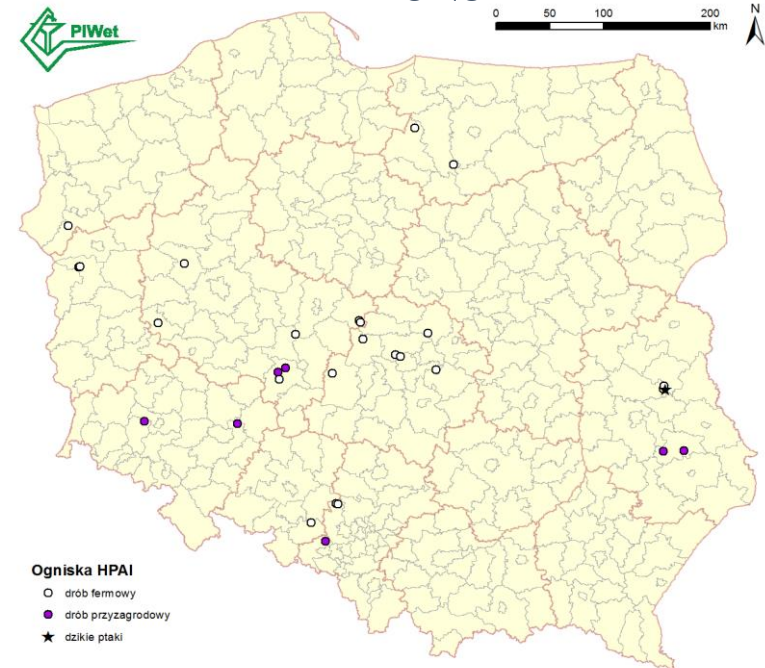 PIWet
0 50 100 200
km
N
Ogniska HPAI
drób fermowy
drób przyzagrodowy
dzikie ptaki